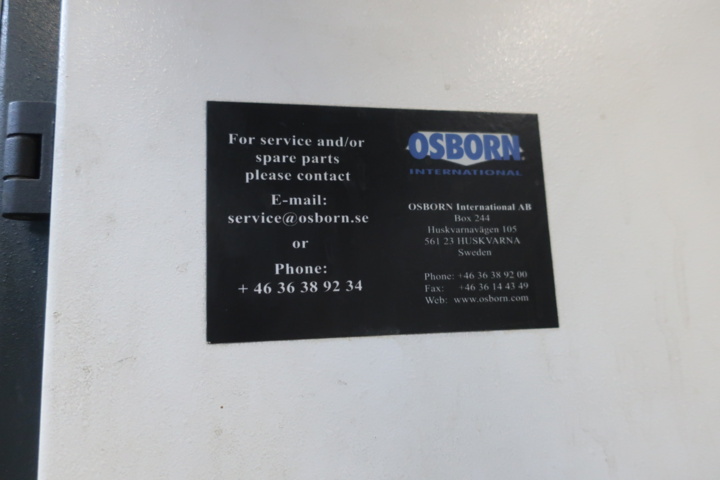 For service and/or
spare parts
please contact
E-mail:
service@osborn.se
or
Phone:
+ 46 36 38 92 34
OSBORN
INTERNATIONAL
OSBORN International AB
Box 244
Huskvarnavägen 105
561 23 HUSKVARNA
Sweden
Phone: +46 36 38 92 00
Fax: +46 36 14 43 49
Web: www.osborn.com